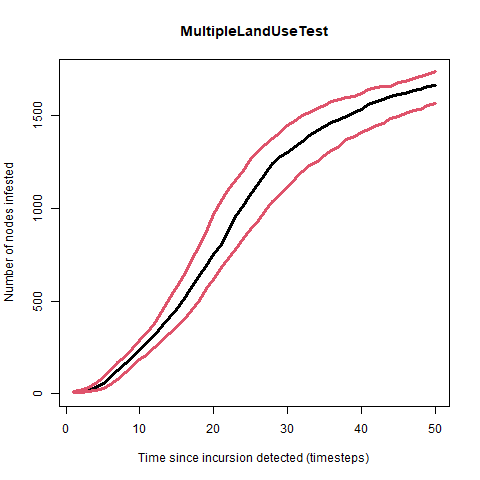 MultipleLandUseTest
Number of nodes infested
1500
1000
500
0
0 10 20 30 40 50
Time since incursion detected (timesteps)